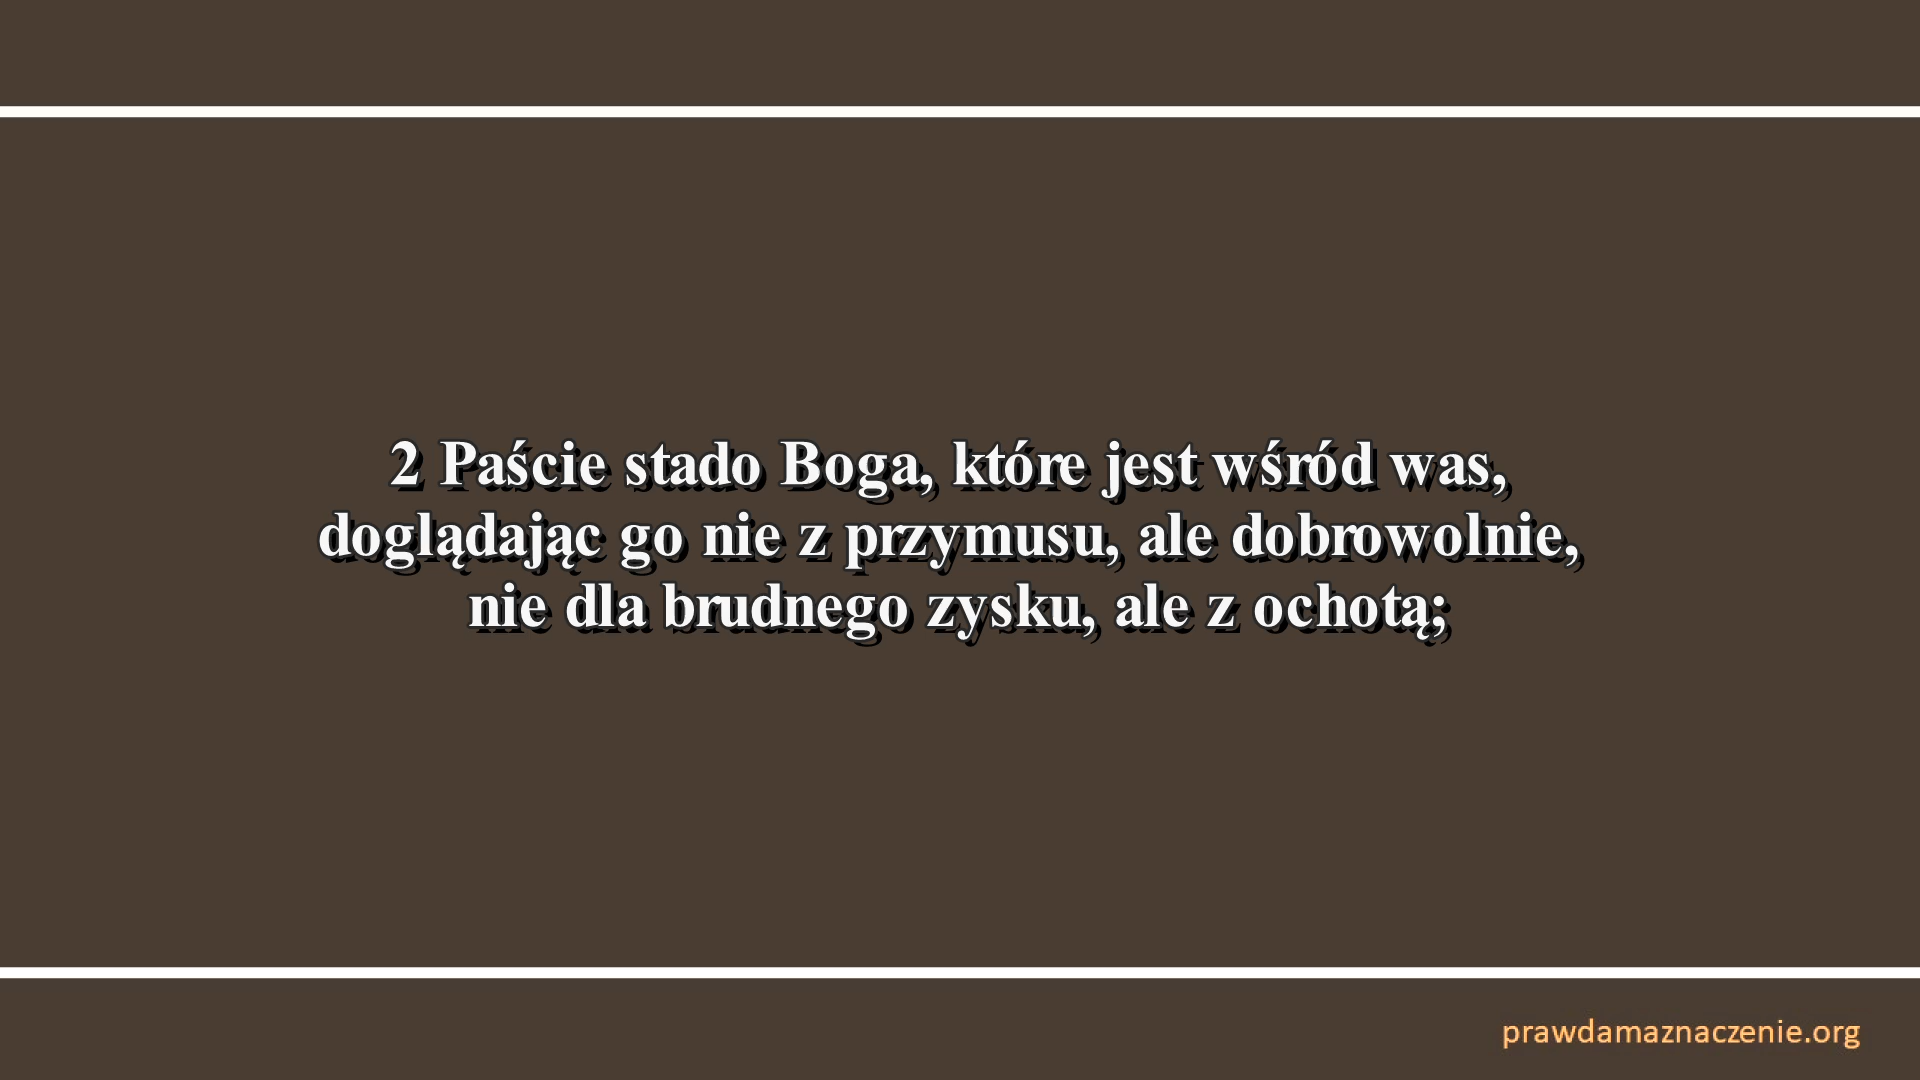 2 Paście stado Boga, które jest wśród was,
doglądając go nie z przymusu, ale dobrowolnie,
nie dla brudnego zysku, ale z ochotą;
prawdamaznaczenie.org